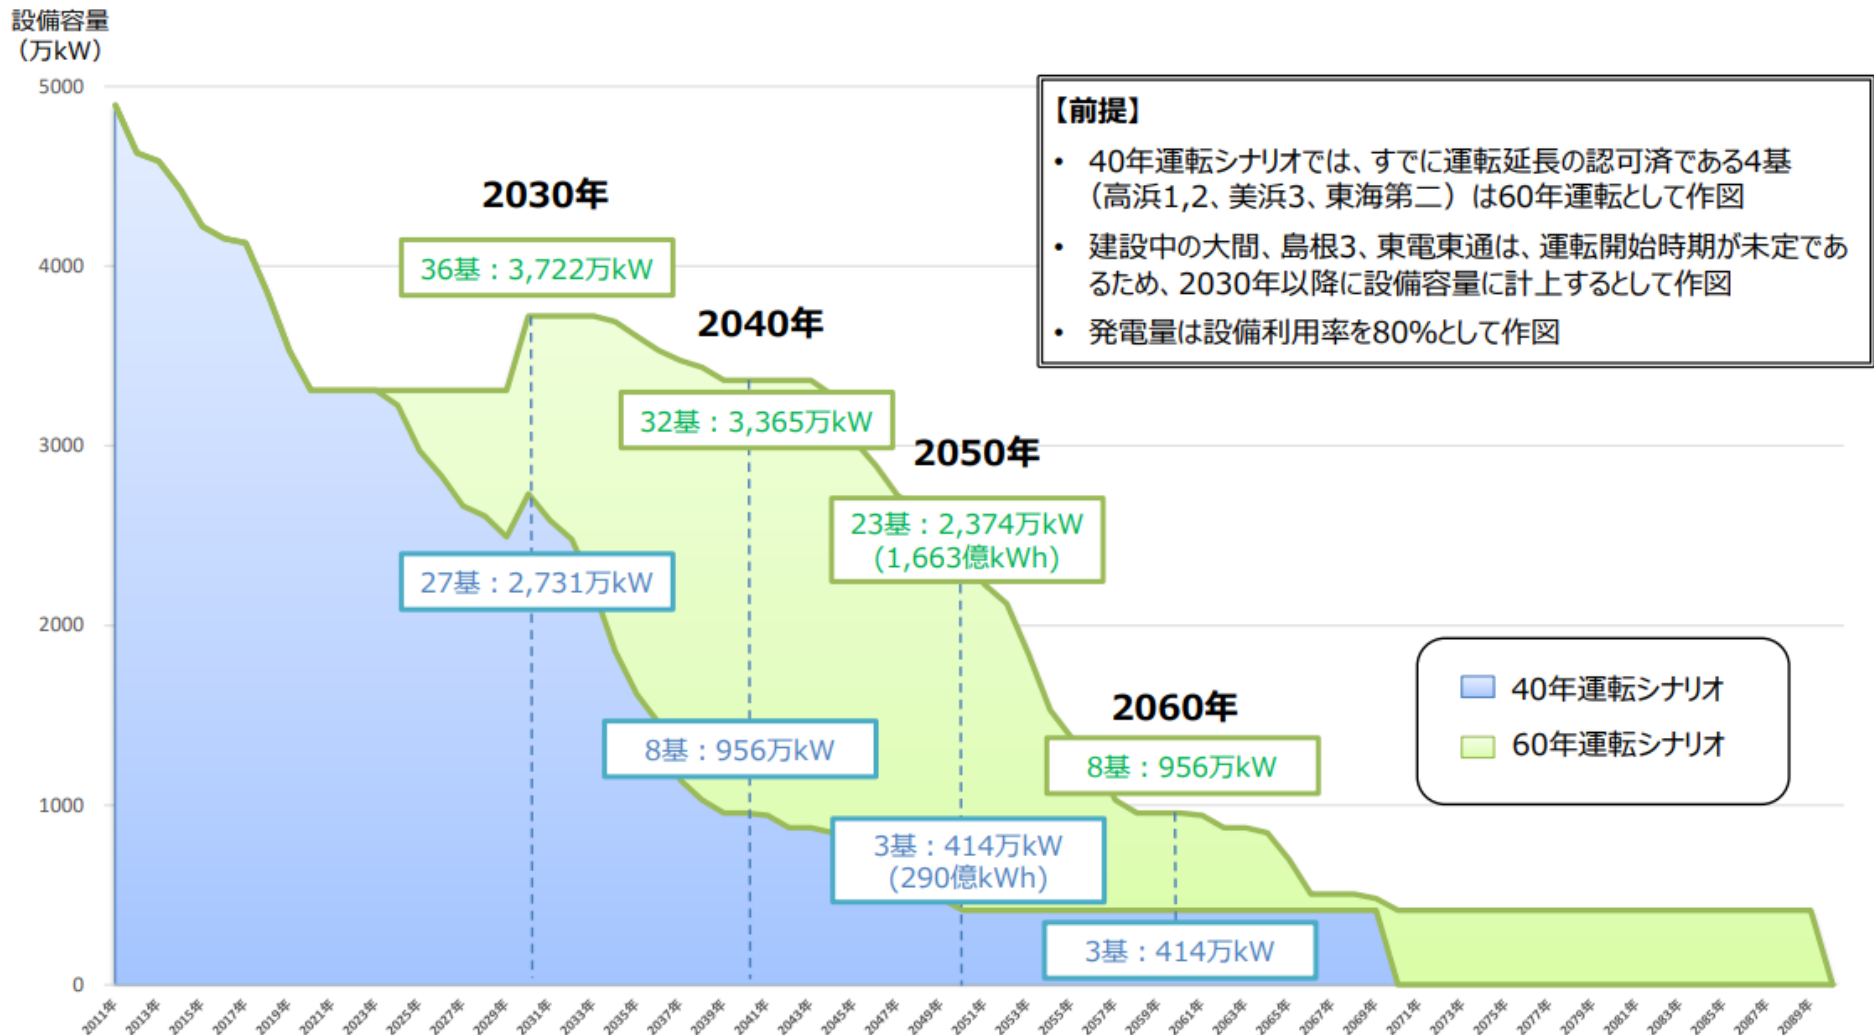 設備容量
（万kW）
5000
4000
3000
2000
1000
0
【前提】
• 40年運転シナリオでは、すでに運転延長の認可済である4基
（高浜1,2、美浜3、東海第二）は60年運転として作図
• 建設中の大間、島根3、東電東通は、運転開始時期が未定であ
るため、2030年以降に設備容量に計上するとして作図
• 発電量は設備利用率を80%として作図
2030年
36基：3,722万kW
27基：2,731万kW
2040年
32基：3,365万kW
8基：956万kW
2050年
23基：2,374万kW
(1,663億kWh)
3基：414万kW
(290億kWh)
2060年
8基：956万kW
3基：414万kW
40年運転シナリオ
60年運転シナリオ
2011年
2013年
2015年
2017年
2019年
2021年
2023年
2025年
2027年
2029年
2031年
2033年
2035年
2037年
2039年
2041年
2043年
2045年
2047年
2049年
2051年
2053年
2055年
2057年
2059年
2061年
2063年
2065年
2067年
2069年
2071年
2073年
2075年
2077年
2079年
2081年
2083年
2085年
2087年
2089年